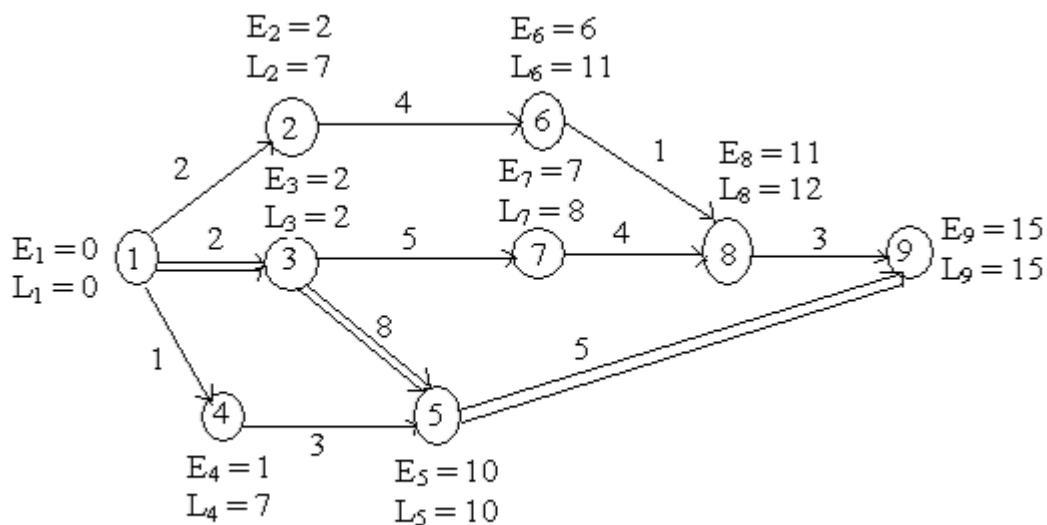 E₂ = 2
L₂ = 7
E₆ = 6
L₆ = 11
4
2
6
2
1
E₃ = 2
L₃ = 2
E₇ = 7
L₇ = 8
E₈ = 11
L₈ = 12
E₁ = 0
L₁ = 0
1
2
3
5
7
4
8
3
9
E₉ = 15
L₉ = 15
8
1
5
4
3
5
E₄ = 1
L₄ = 7
E₅ = 10
L₅ = 10